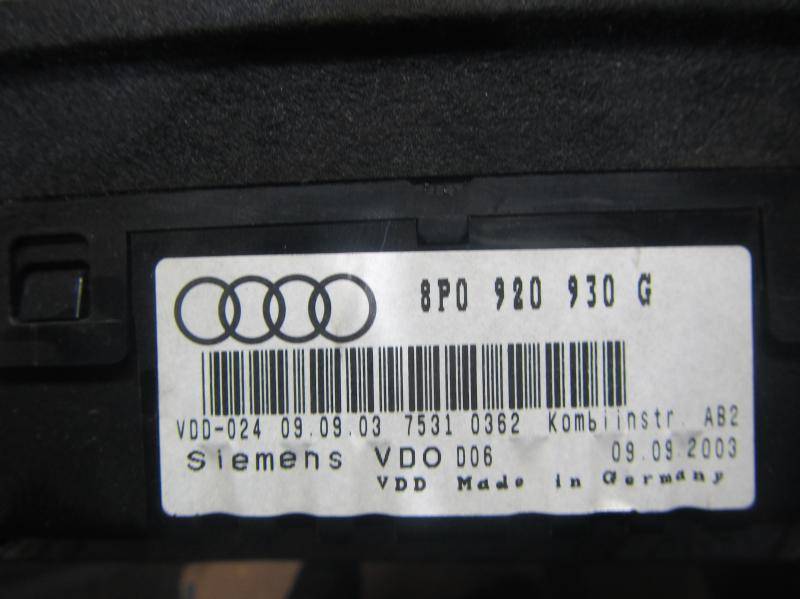 8P0 920 930 G
VDD-024 09.09.03 7531 0362 Kombiinstr. AB2
Siemens VDO D06 09.09.2003
VDD Made in Germany